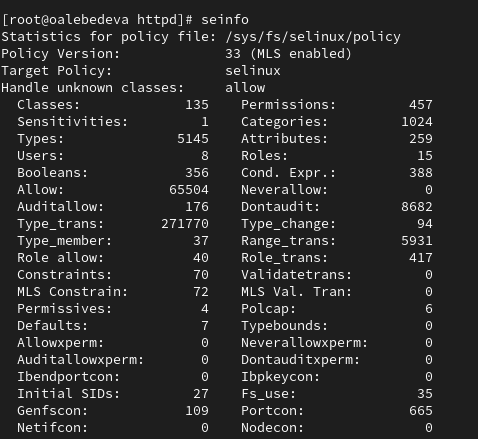 [root@oalebedeva httpd]# seinfo
Statistics for policy file: /sys/fs/selinux/policy
Policy Version: 33 (MLS enabled)
Target Policy: selinux
Handle unknown classes: allow
Classes: 135 Permissions: 457
Sensitivities: 1 Categories: 1024
Types: 5145 Attributes: 259
Users: 8 Roles: 15
Booleans: 356 Cond. Expr.: 388
Allow: 65504 Neverallow: 0
Auditallow: 176 Dontaudit: 8682
Type_trans: 271770 Type_change: 94
Type_member: 37 Range_trans: 5931
Role allow: 40 Role_trans: 417
Constraints: 70 Validatetrans: 0
MLS Constrain: 72 MLS Val. Tran: 0
Permissives: 4 Polcap: 6
Defaults: 7 Typebounds: 0
Allowxperm: 0 Neverallowxperm: 0
Auditallowxperm: 0 Dontauditxperm: 0
Ibendportcon: 0 Ibpkeycon: 0
Initial SIDs: 27 Fs_use: 35
Genfscon: 109 Portcon: 665
Netifcon: 0 Nodecon: 0